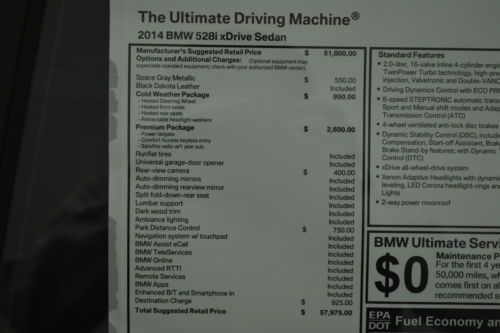 The Ultimate Driving Machine®
2014 BMW 528i xDrive Sedan
Manufacturer's Suggested Retail Price $ 51,800.00
Options and Additional Charges: (Optional equipment may
supersede standard equipment; check with your authorized BMW center).
Space Gray Metallic $ 550.00
Black Dakota Leather Included
Cold Weather Package $ 950.00
- Heated Steering Wheel
- Heated front seats
- Heated rear seats
- Retractable headlight washers
Premium Package $ 2,600.00
- Power tailgate
- Comfort Access keyless entry
- Satellite radio w/1 year sub.
Runflat tires Included
Universal garage-door opener Included
Rear-view camera $ 400.00
Auto-dimming mirrors Included
Auto-dimming rearview mirror Included
Split fold-down-rear seat Included
Lumbar support Included
Dark wood trim Included
Ambiance lighting Included
Park Distance Control $ 750.00
Navigation system w/ touchpad Included
BMW Assist eCall Included
BMW TeleServices Included
BMW Online Included
Advanced RTTI Included
Remote Services Included
BMW Apps Included
Enhanced B/T and Smartphone In Included
Destination Charge $ 925.00
Total Suggested Retail Price $ 57,975.00
Standard Features
• 2.0-liter, 16-valve inline 4-cylinder engin
TwinPower Turbo technology, high-pre
injection, Valvetronic and Double-VANO
• Driving Dynamics Control with ECO PR
• 8-speed STEPTRONIC automatic tran
Sport and Manual shift modes and Adap
Transmission Control (ATC)
• 4-wheel ventilated anti-lock disc brakes
• Dynamic Stability Control (DSC), includi
Compensation, Start-off Assistant, Brak
Brake Stand-by features; with Dynamic
Control (DTC)
• xDrive all-wheel-drive system
• Xenon Adaptive Headlights with dynami
leveling, LED Corona headlight-rings an
Lights
• 2-way power moonroof
BMW Ultimate Servi
$0
Maintenance P
For the first 4 ye
50,000 miles, w
comes first on al
recommended s
EPA
DOT
Fuel Economy an